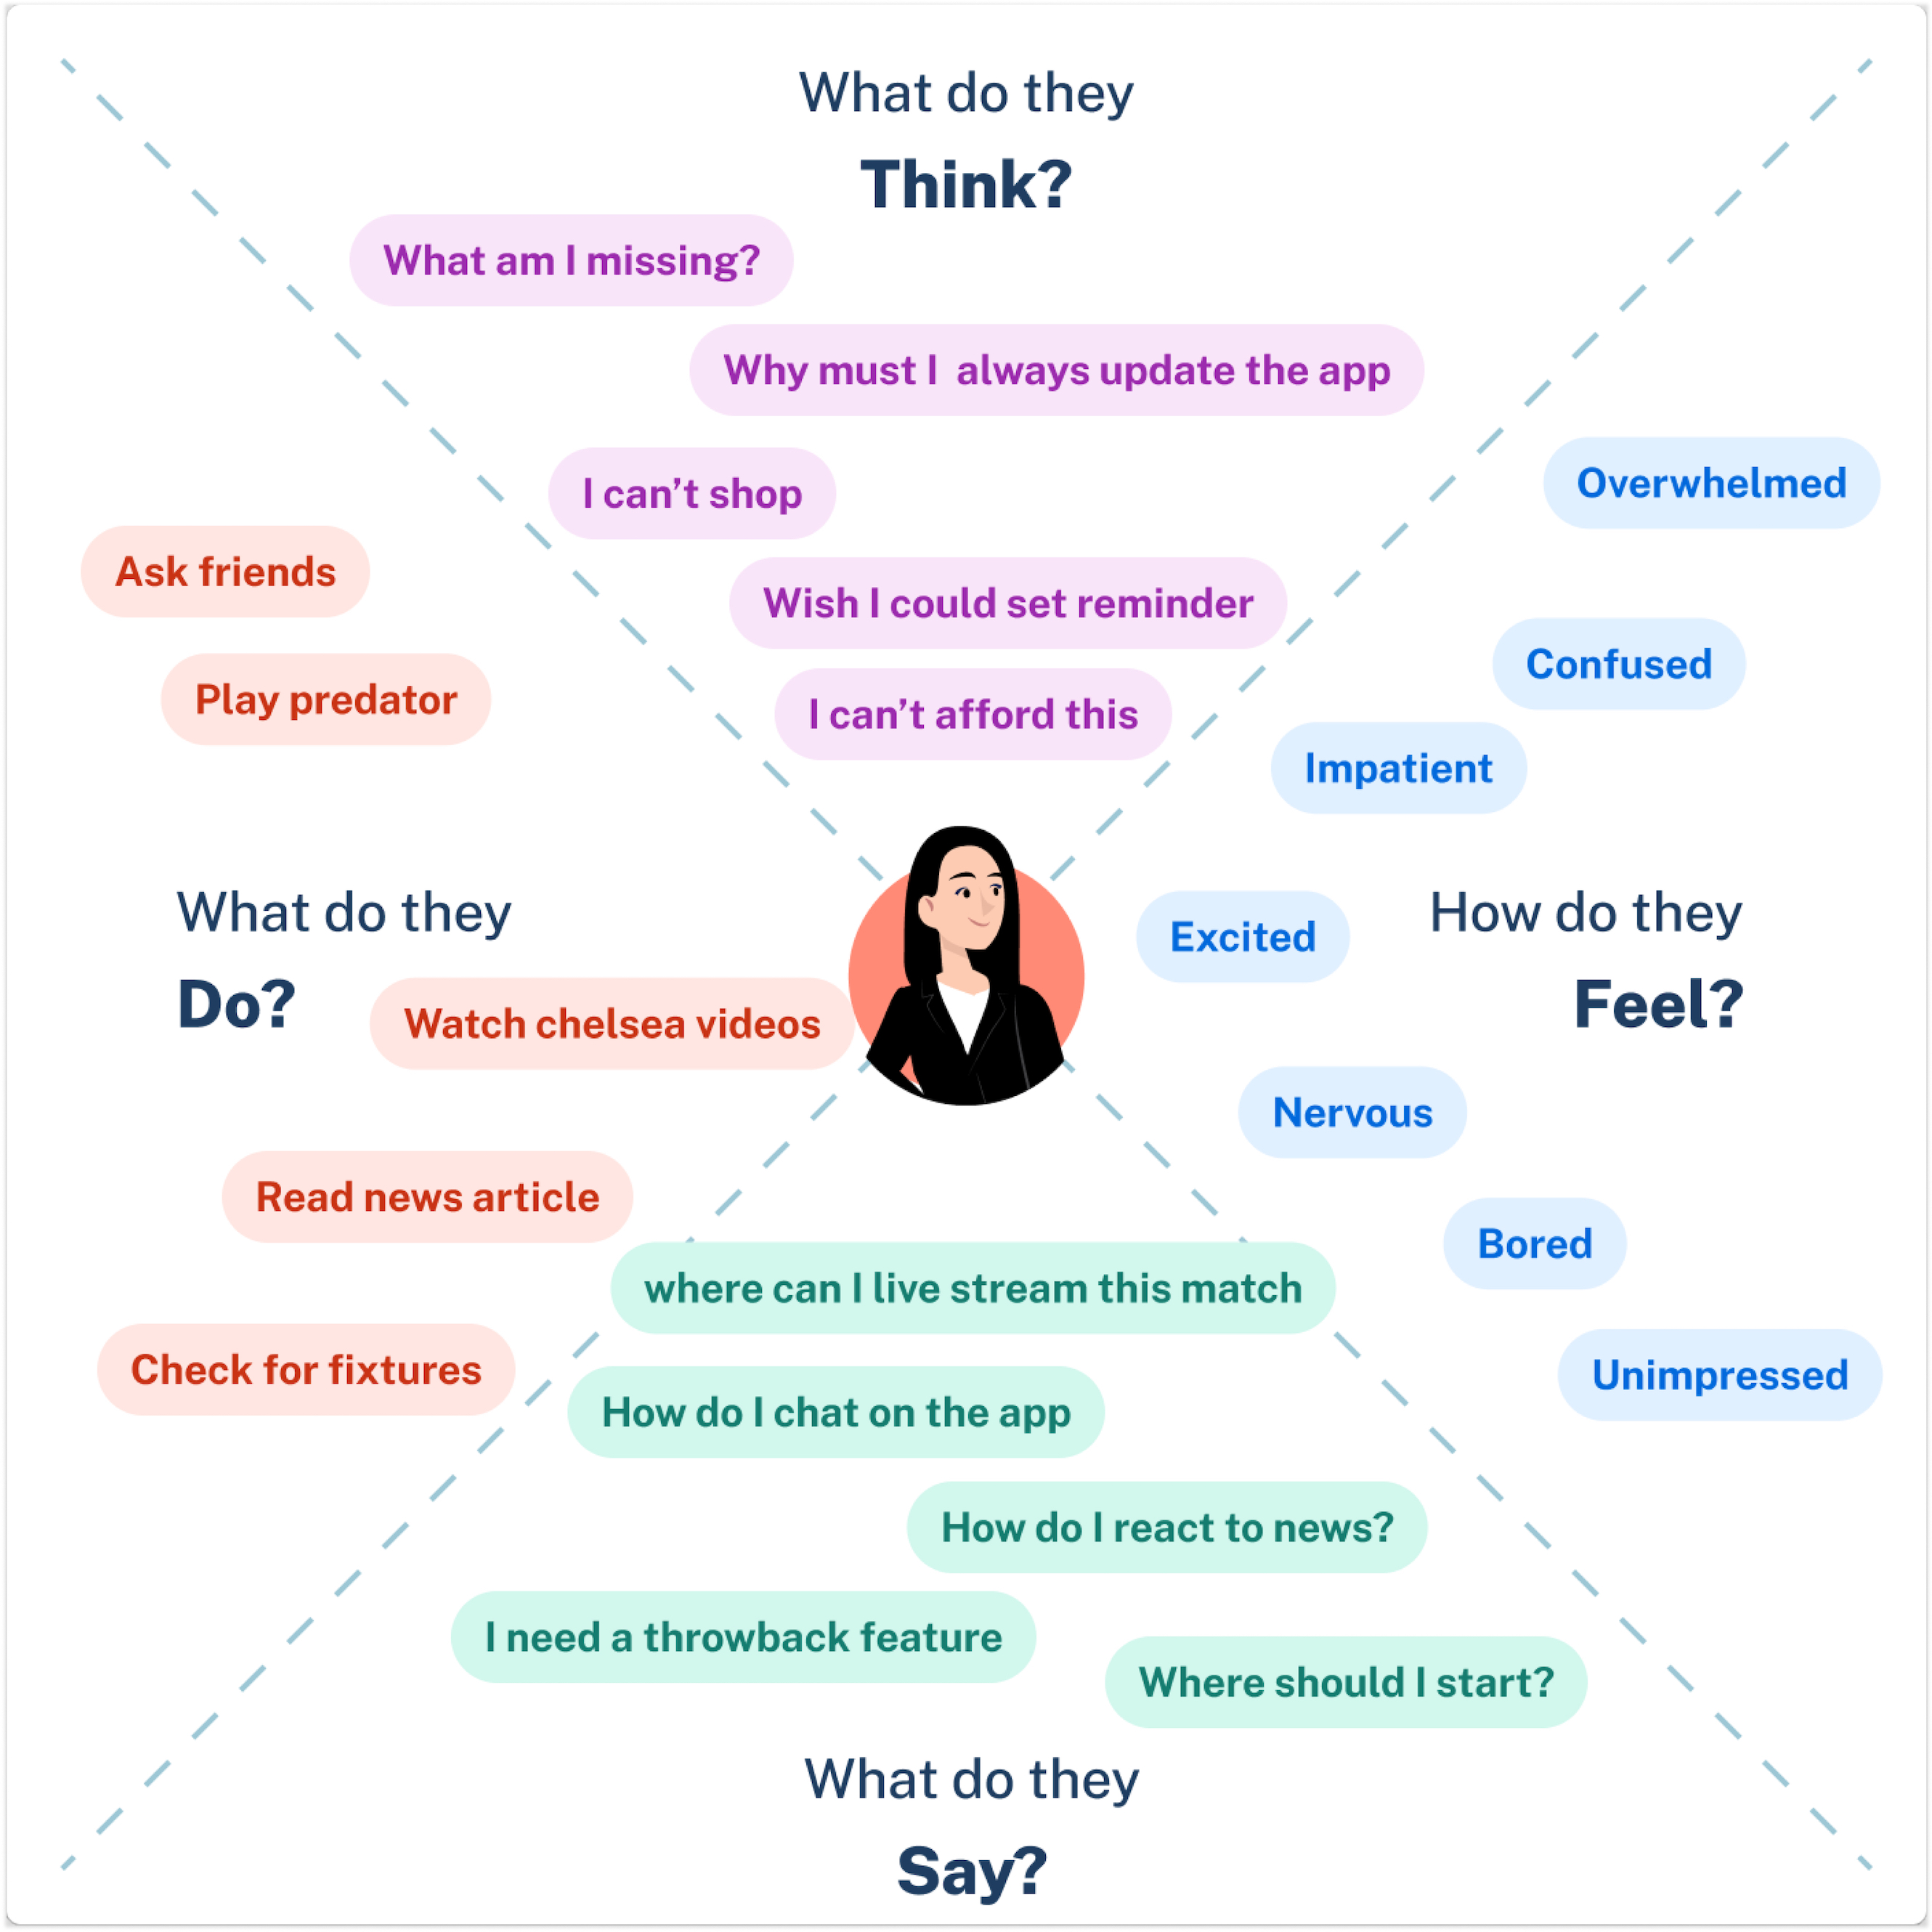 What do they
Think?
What am I missing?
Why must I  always update the app
I can’t shop
Wish I could set reminder
I can’t afford this
Ask friends
Play predator
What do they
Do?
Watch chelsea videos
Read news article
Check for fixtures
Overwhelmed
Confused
Impatient
Excited
How do they
Feel?
Nervous
Bored
Unimpressed
where can I live stream this match
How do I chat on the app
How do I react to news?
I need a throwback feature
Where should I start?
What do they
Say?